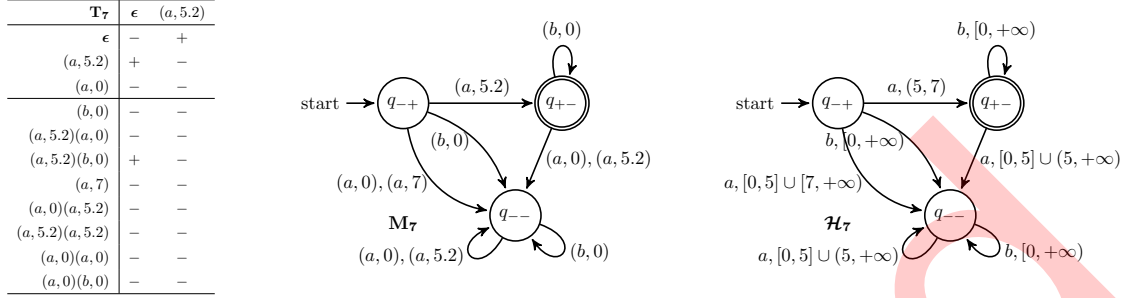 T₇ ϵ (a, 5.2)
ϵ − +
(a, 5.2) + −
(a, 0) − −
(b, 0) − −
(a, 5.2)(a, 0) − −
(a, 5.2)(b, 0) + −
(a, 7) − −
(a, 0)(a, 5.2) − −
(a, 5.2)(a, 5.2) − −
(a, 0)(a, 0) − −
(a, 0)(b, 0) − −
(b, 0)
start q₋₊ (a, 5.2) q₊₋
(b, 0)
(a, 0), (a, 5.2)
(a, 0), (a, 7)
q₋₋
M₇
(a, 0), (a, 5.2) (b, 0)
b, [0, +∞)
start q₋₊ a, (5, 7) q₊₋
b, [0, +∞)
a, [0, 5] ∪ (5, +∞)
a, [0, 5] ∪ [7, +∞)
q₋₋
ℋ₇
a, [0, 5] ∪ (5, +∞) b, [0, +∞)